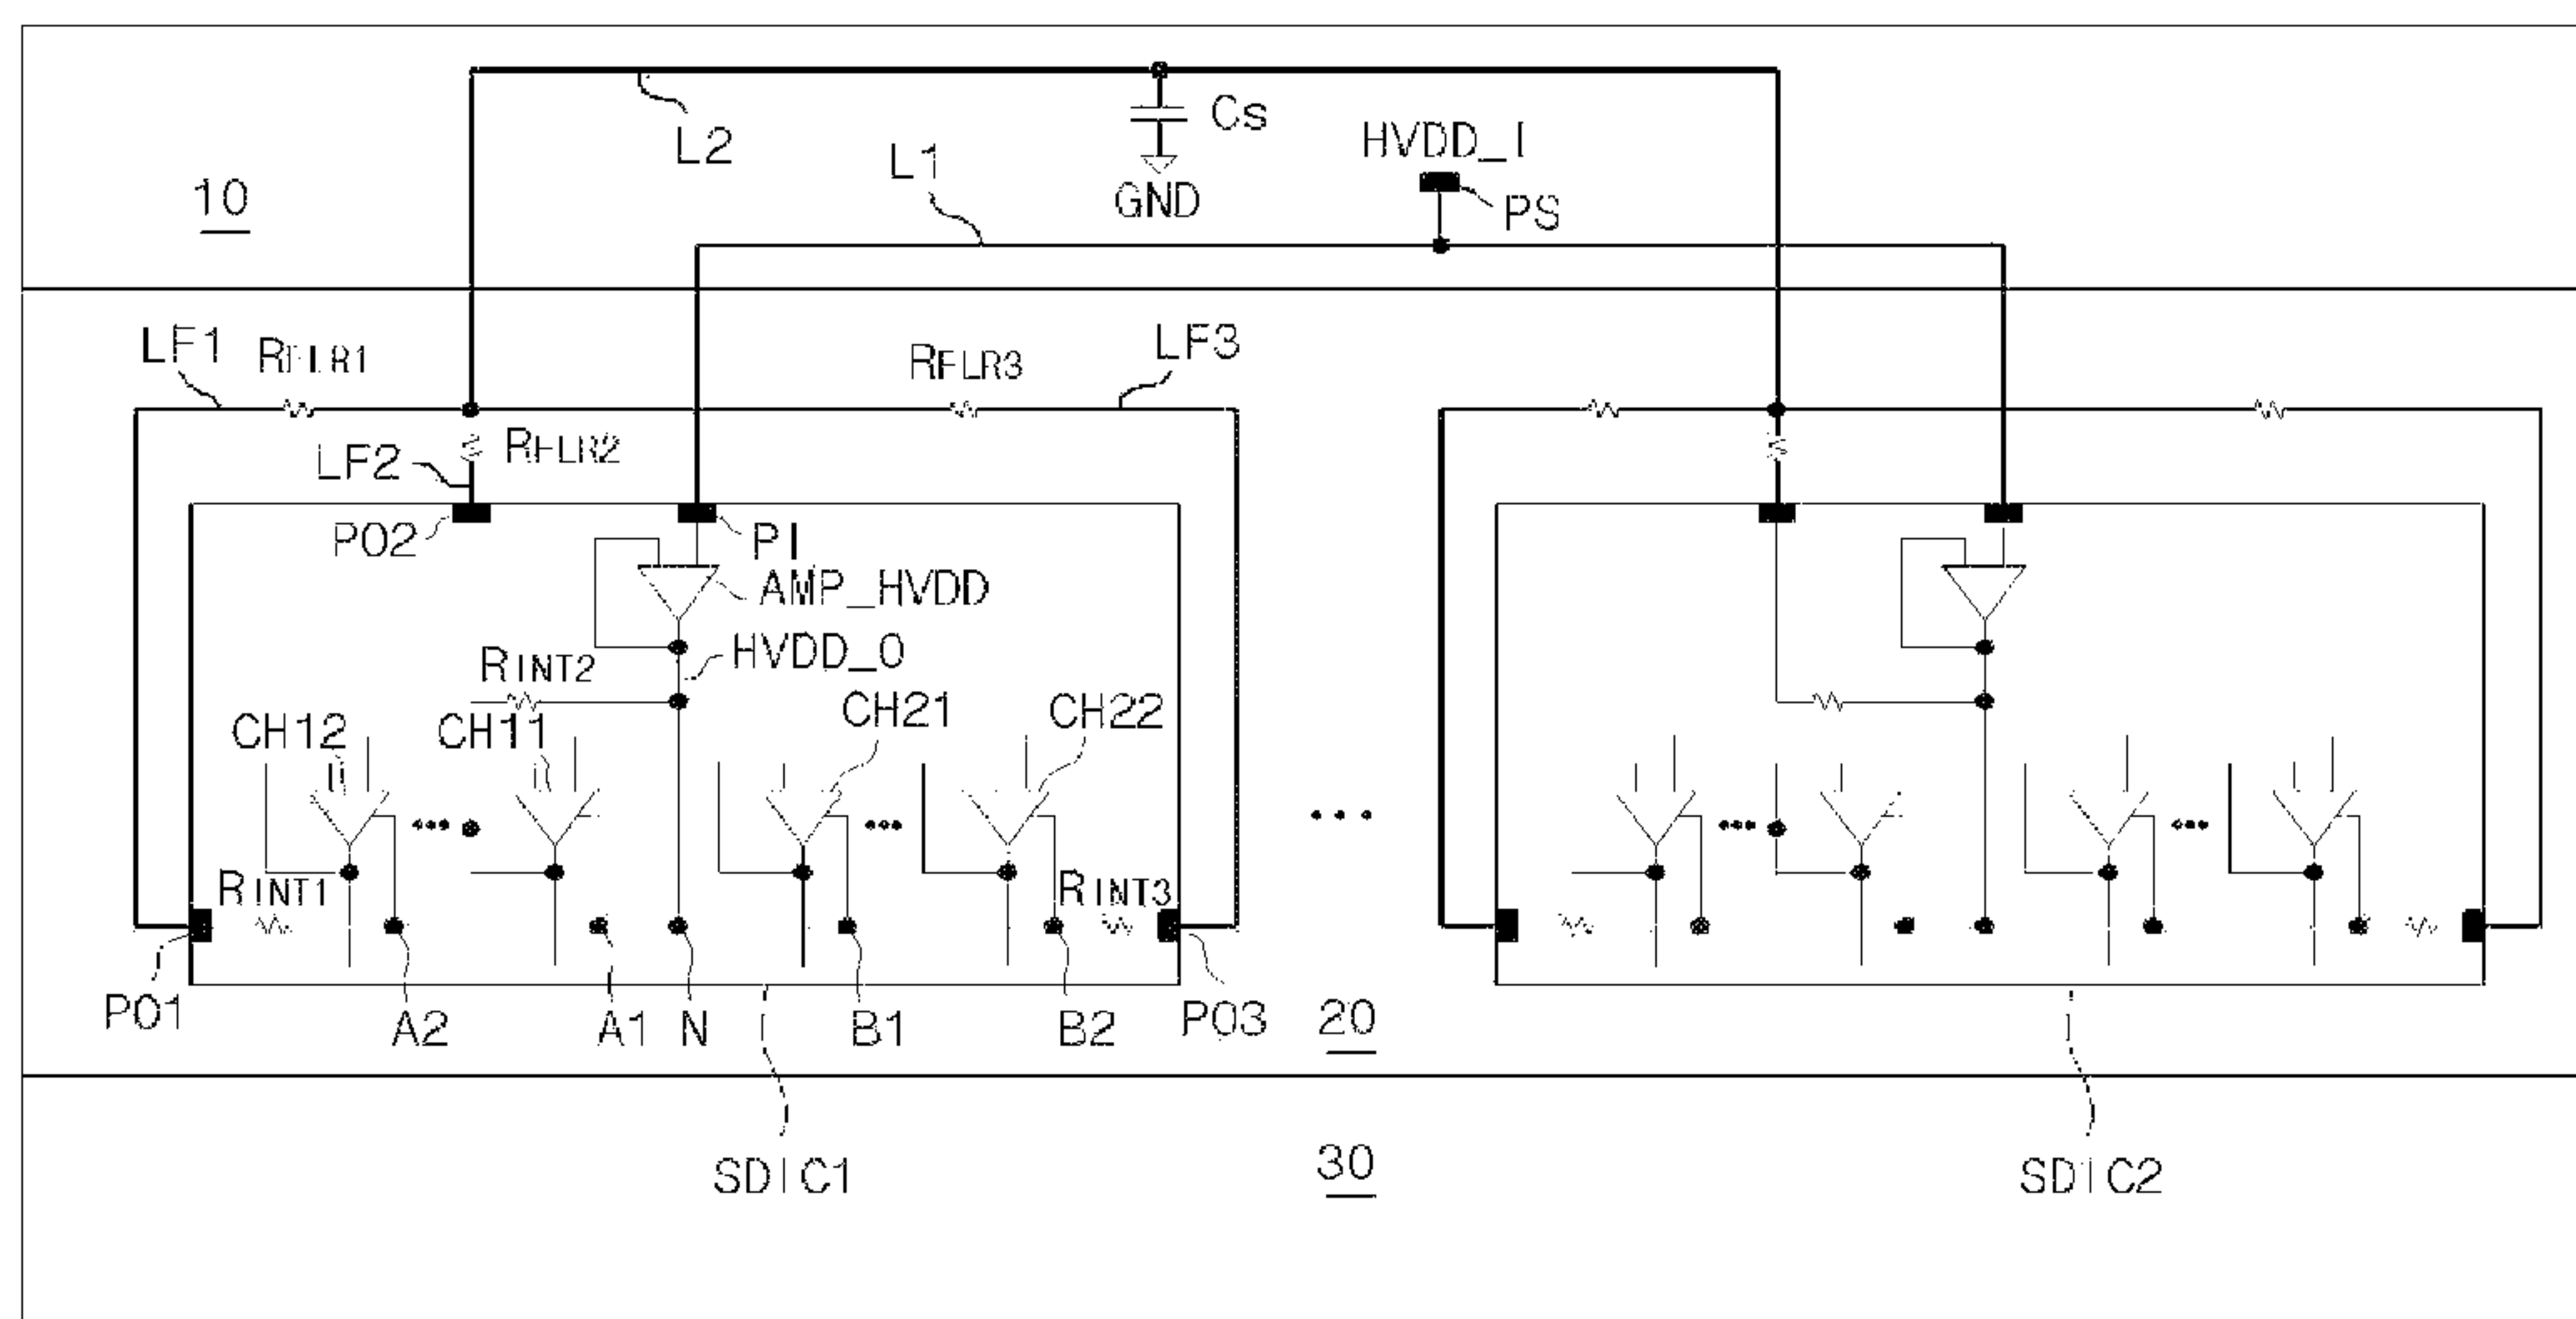 Cs
L2
HVDD_I
L1
10
GND
PS
LF1
RFLR1
RFLR3
LF3
RFLR2
LF2
PO2
PI
AMP_HVDD
HVDD_O
RINT2
CH12
CH11
CH21
CH22
RINT1
RINT3
PO1
A2
A1
N
B1
B2
PO3
20
SDIC1
30
SDIC2